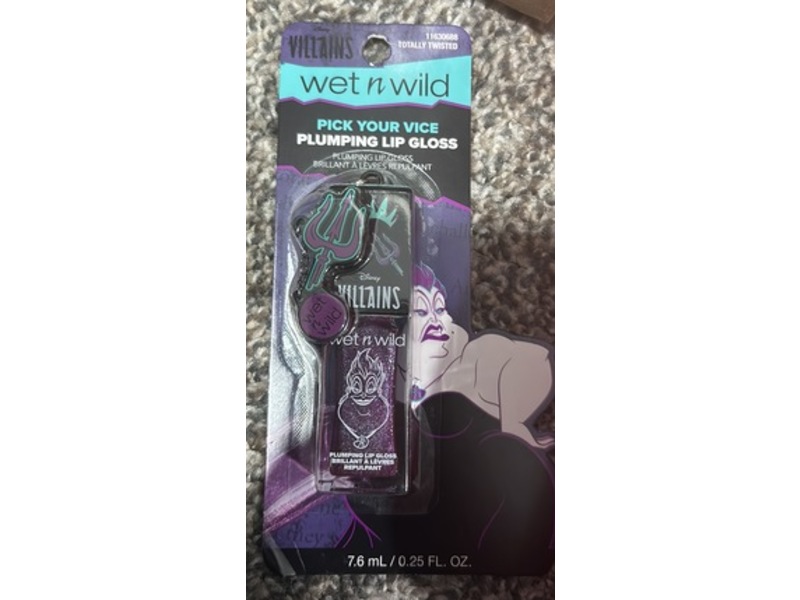 Disney
VILLAINS
11630688
TOTALLY TWISTED
wet n wild
PICK YOUR VICE
PLUMPING LIP GLOSS
PLUMPING LIP GLOSS
BRILLANT À LÈVRES REPULPANT
Disney
VILLAINS
wet n wild
wet n wild
PLUMPING LIP GLOSS
BRILLANT À LÈVRES
REPULPANT
7.6 mL / 0.25 FL. OZ.